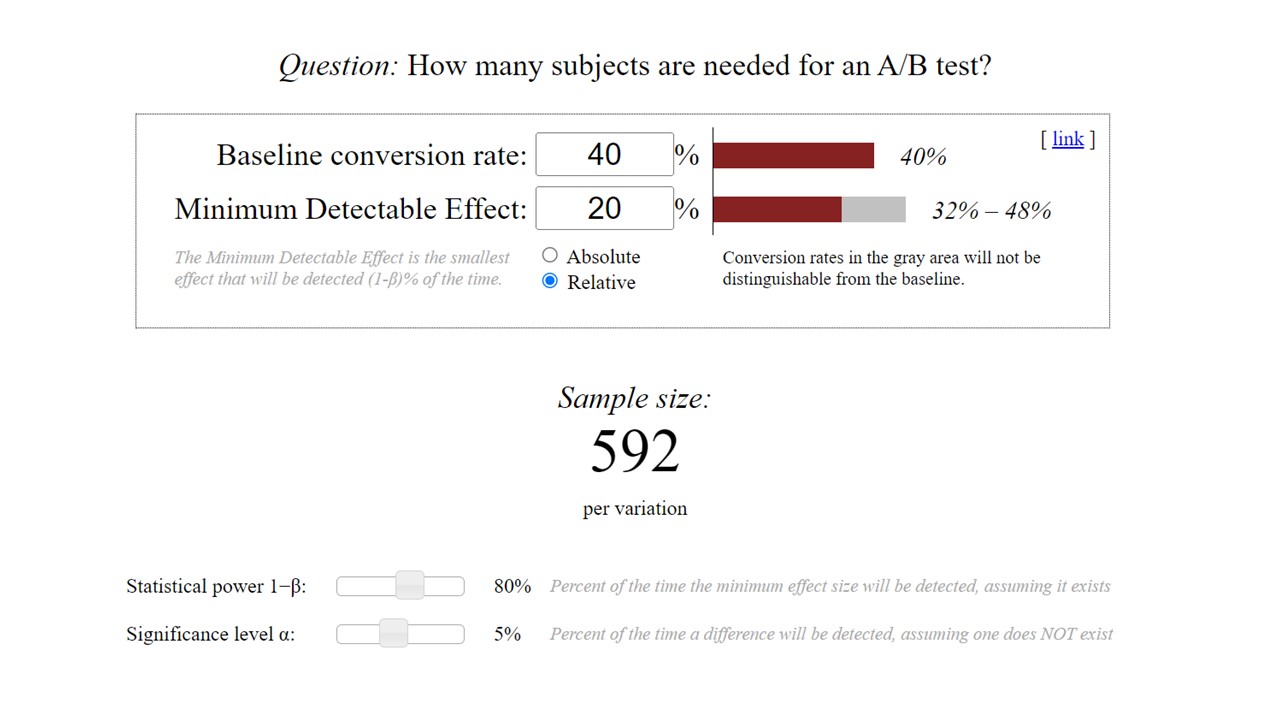 Question: How many subjects are needed for an A/B test?
[ link ]
Baseline conversion rate: 40 % 40%
Minimum Detectable Effect: 20 % 32% – 48%
The Minimum Detectable Effect is the smallest
effect that will be detected (1-β)% of the time.
Absolute
Relative
Conversion rates in the gray area will not be
distinguishable from the baseline.
Sample size:
592
per variation
Statistical power 1−β: 80% Percent of the time the minimum effect size will be detected, assuming it exists
Significance level α: 5% Percent of the time a difference will be detected, assuming one does NOT exist